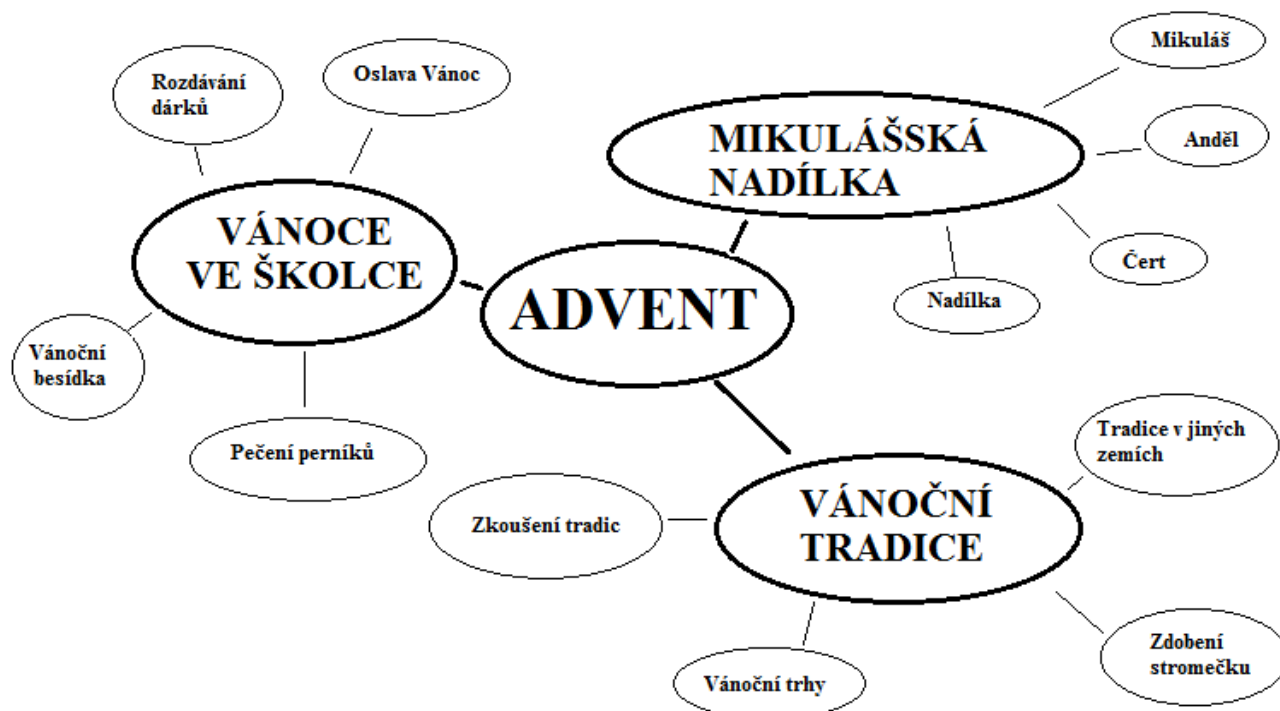 Mikuláš
Oslava Vánoc
Rozdávání
dárků
MIKULÁŠSKÁ
NADÍLKA
Anděl
VÁNOCE
VE ŠKOLCE
Čert
ADVENT
Nadílka
Vánoční
besídka
Pečení perníků
Tradice v jiných
zemích
Zkoušení tradic
VÁNOČNÍ
TRADICE
Zdobení
stromečku
Vánoční trhy